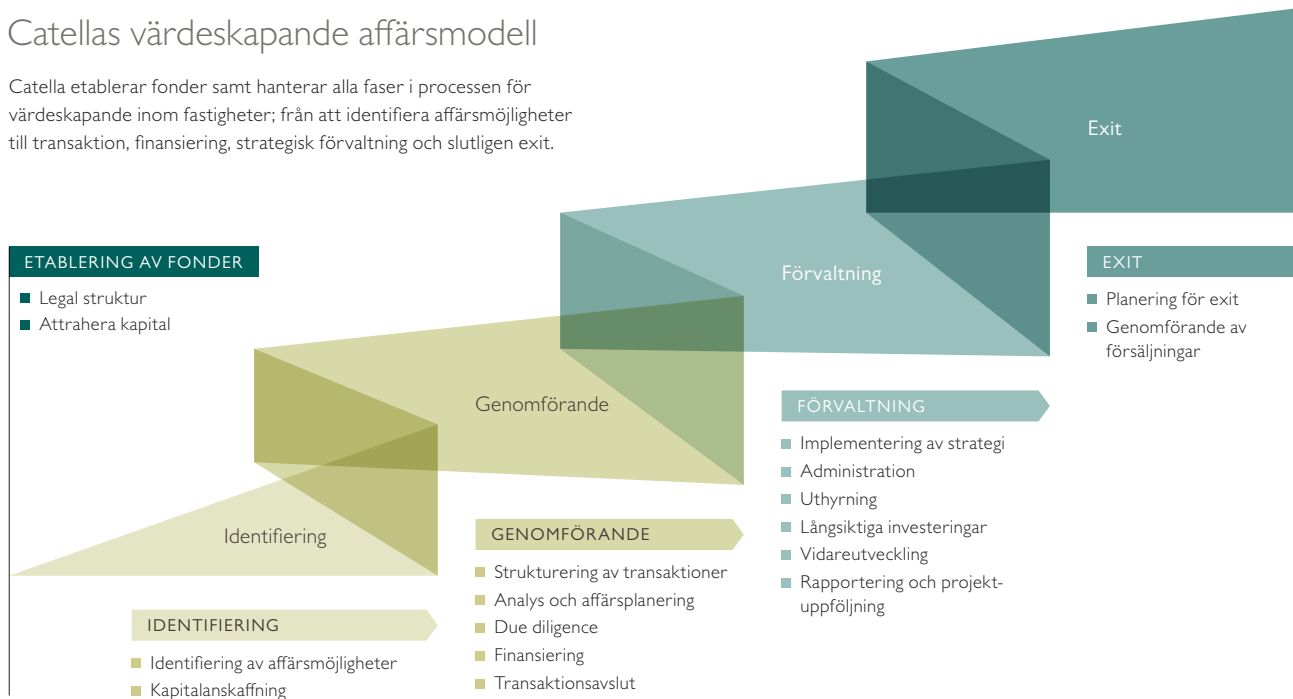 Catellas värdeskapande affärsmodell
Catella etablerar fonder samt hanterar alla faser i processen för
värdeskapande inom fastigheter; från att identifiera affärsmöjligheter
till transaktion, finansiering, strategisk förvaltning och slutligen exit.
Exit
Förvaltning
Genomförande
Identifiering
ETABLERING AV FONDER
Legal struktur
Attrahera kapital
IDENTIFIERING
Identifiering av affärsmöjligheter
Kapitalanskaffning
GENOMFÖRANDE
Strukturering av transaktioner
Analys och affärsplanering
Due diligence
Finansiering
Transaktionsavslut
FÖRVALTNING
Implementering av strategi
Administration
Uthyrning
Långsiktiga investeringar
Vidareutveckling
Rapportering och projekt-
uppföljning
EXIT
Planering för exit
Genomförande av
försäljningar